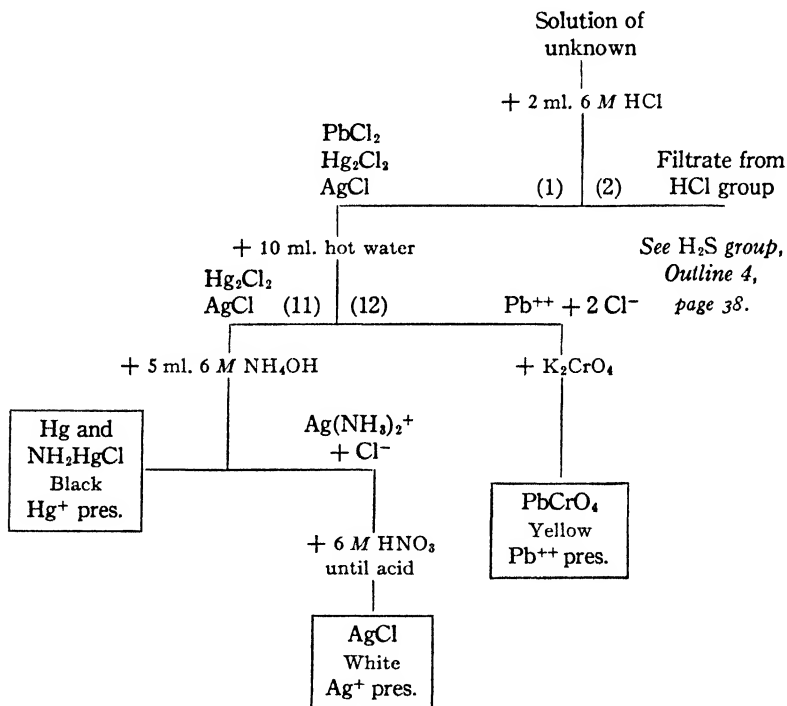 Solution of
unknown
+ 2 ml. 6 M HCl
PbCl₂
Hg₂Cl₂
AgCl
(1) (2)
Filtrate from
HCl group
+ 10 ml. hot water
See H₂S group,
Outline 4,
page 38.
Hg₂Cl₂
AgCl (11) (12)
Pb⁺⁺ + 2 Cl⁻
+ 5 ml. 6 M NH₄OH
+ K₂CrO₄
Hg and
NH₂HgCl
Black
Hg⁺ pres.
Ag(NH₃)₂⁺
+ Cl⁻
PbCrO₄
Yellow
Pb⁺⁺ pres.
+ 6 M HNO₃
until acid
AgCl
White
Ag⁺ pres.